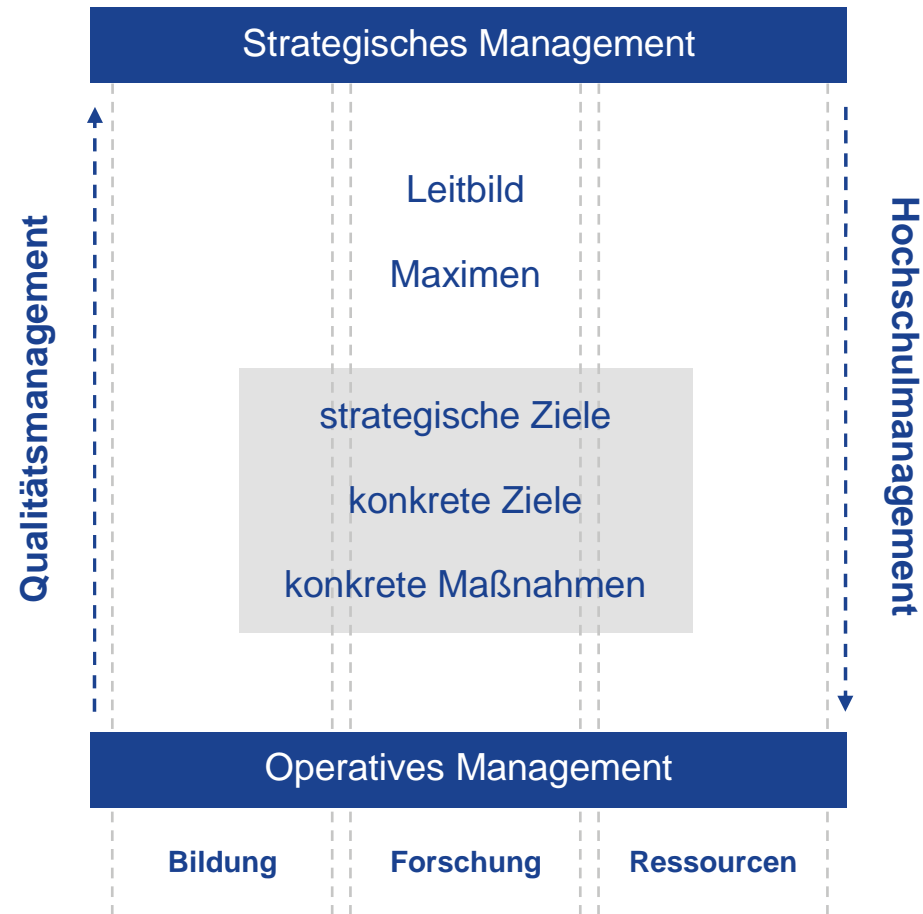 Strategisches Management
Qualitätsmanagement
Leitbild
Maximen
strategische Ziele
konkrete Ziele
konkrete Maßnahmen
Hochschulmanagement
Operatives Management
Bildung
Forschung
Ressourcen